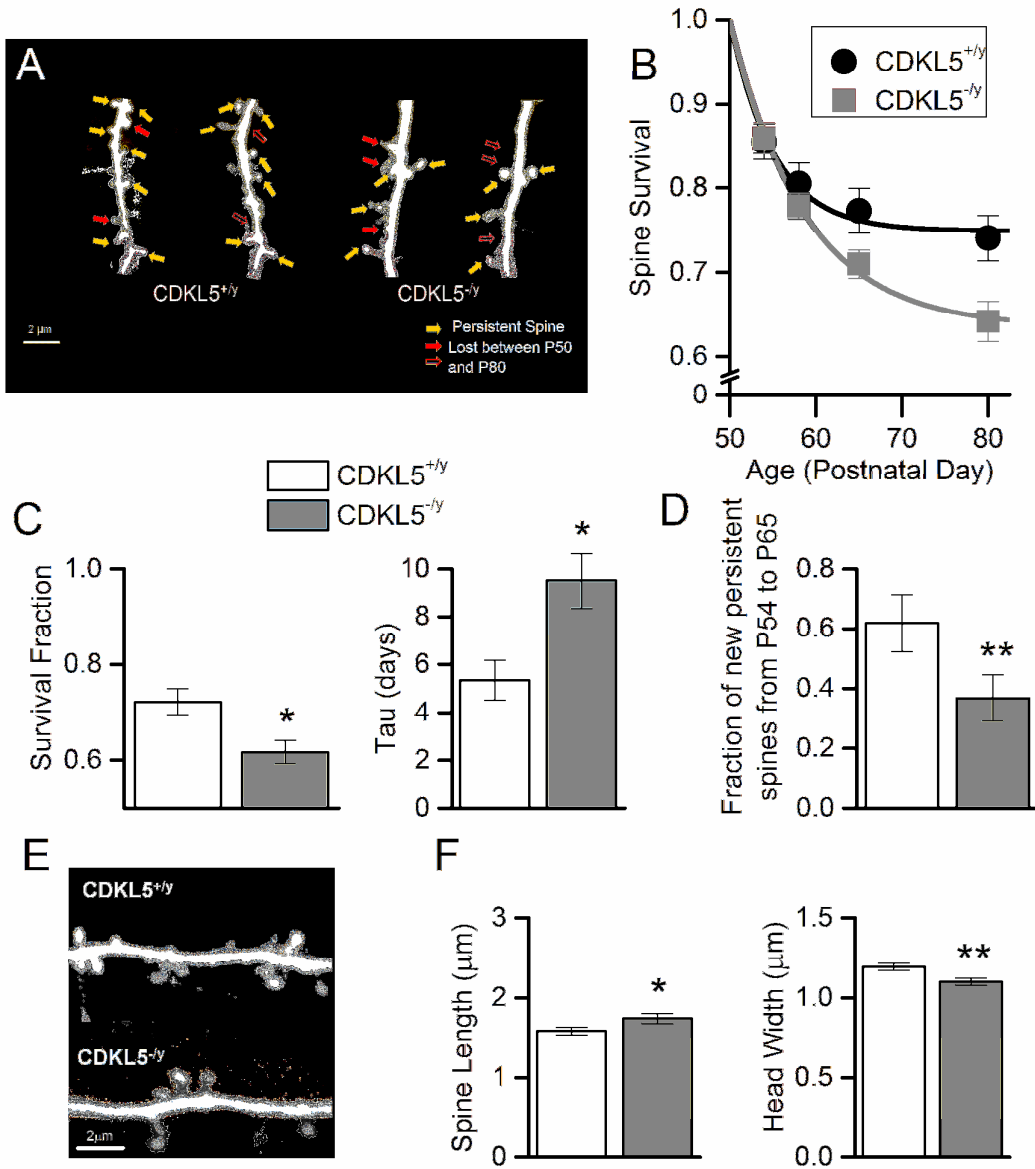 A
CDKL5+/y
CDKL5-/y
2 µm
Persistent Spine
Lost between P50
and P80
B
CDKL5+/y
CDKL5-/y
Spine Survival
1.0
0.9
0.8
0.7
0.6
0
50 60 70 80
Age (Postnatal Day)
CDKL5+/y
CDKL5-/y
C
Survival Fraction
1.0
0.8
0.6
*
Tau (days)
10
8
6
4
2
0
*
D
Fraction of new persistent
spines from P54 to P65
0.8
0.6
0.4
0.2
0.0
**
E
CDKL5+/y
CDKL5-/y
2µm
F
Spine Length (µm)
3
2
1
0
*
Head Width (µm)
1.5
1.0
0.5
0.0
**